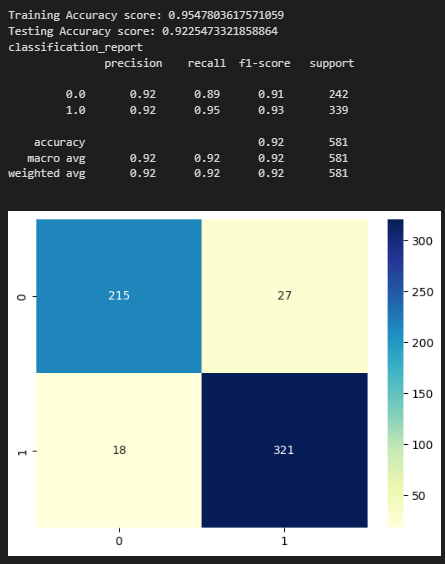 Training Accuracy score: 0.9547803617571059
Testing Accuracy score: 0.9225473321858864
classification_report
precision recall f1-score support
0.0 0.92 0.89 0.91 242
1.0 0.92 0.95 0.93 339
accuracy 0.92 581
macro avg 0.92 0.92 0.92 581
weighted avg 0.92 0.92 0.92 581
300
250
0 215 27
200
150
100
1 18 321
50
0 1